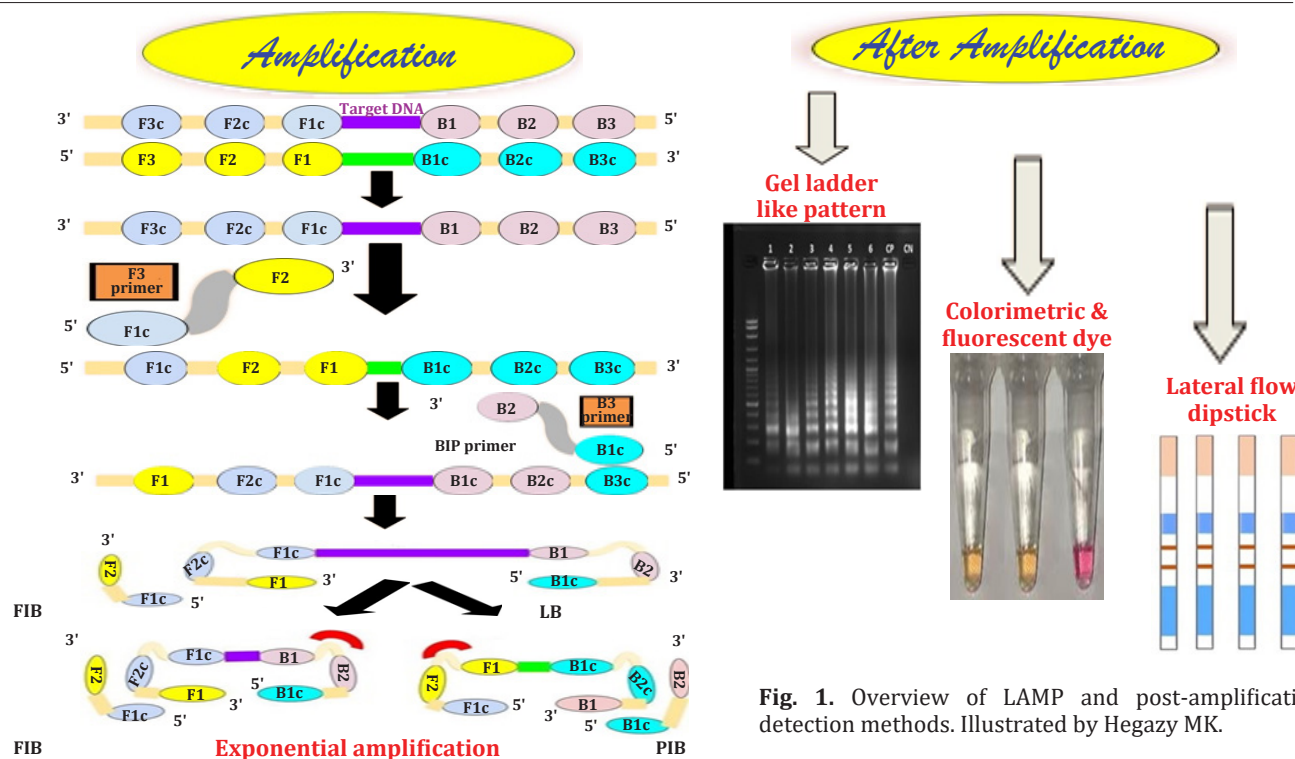 Amplification
Target DNA
3' F3c F2c F1c B1 B2 B3 5'
5' F3 F2 F1 B1c B2c B3c 3'
3' F3c F2c F1c B1 B2 B3 5'
F3
primer
F2 3'
5' F1c
5' F1c F2 F1 B1c B2c B3c 3'
3'
B2
B3
primer
BIP primer
B1c 5'
3' F1 F2c F1c B1c B2c B3c 5'
3'
F2
F1c 5'
F2c F1c B1 B2 3'
F1 3' 5' B1c
FIB
LB
3'
F2
F1c 5'
F2c F1c B1 B2
F1 3' 5' B1c
F2 F1 B1c B2c
F1c 5' 3' B1
3'
B2
5' B1c
FIB
Exponential amplification
PIB
After Amplification
Gel ladder
like pattern
1 2 3 4 5 6 CP CN
Colorimetric &
fluorescent dye
Lateral flow
dipstick
Fig. 1. Overview of LAMP and post-amplificati
detection methods. Illustrated by Hegazy MK.